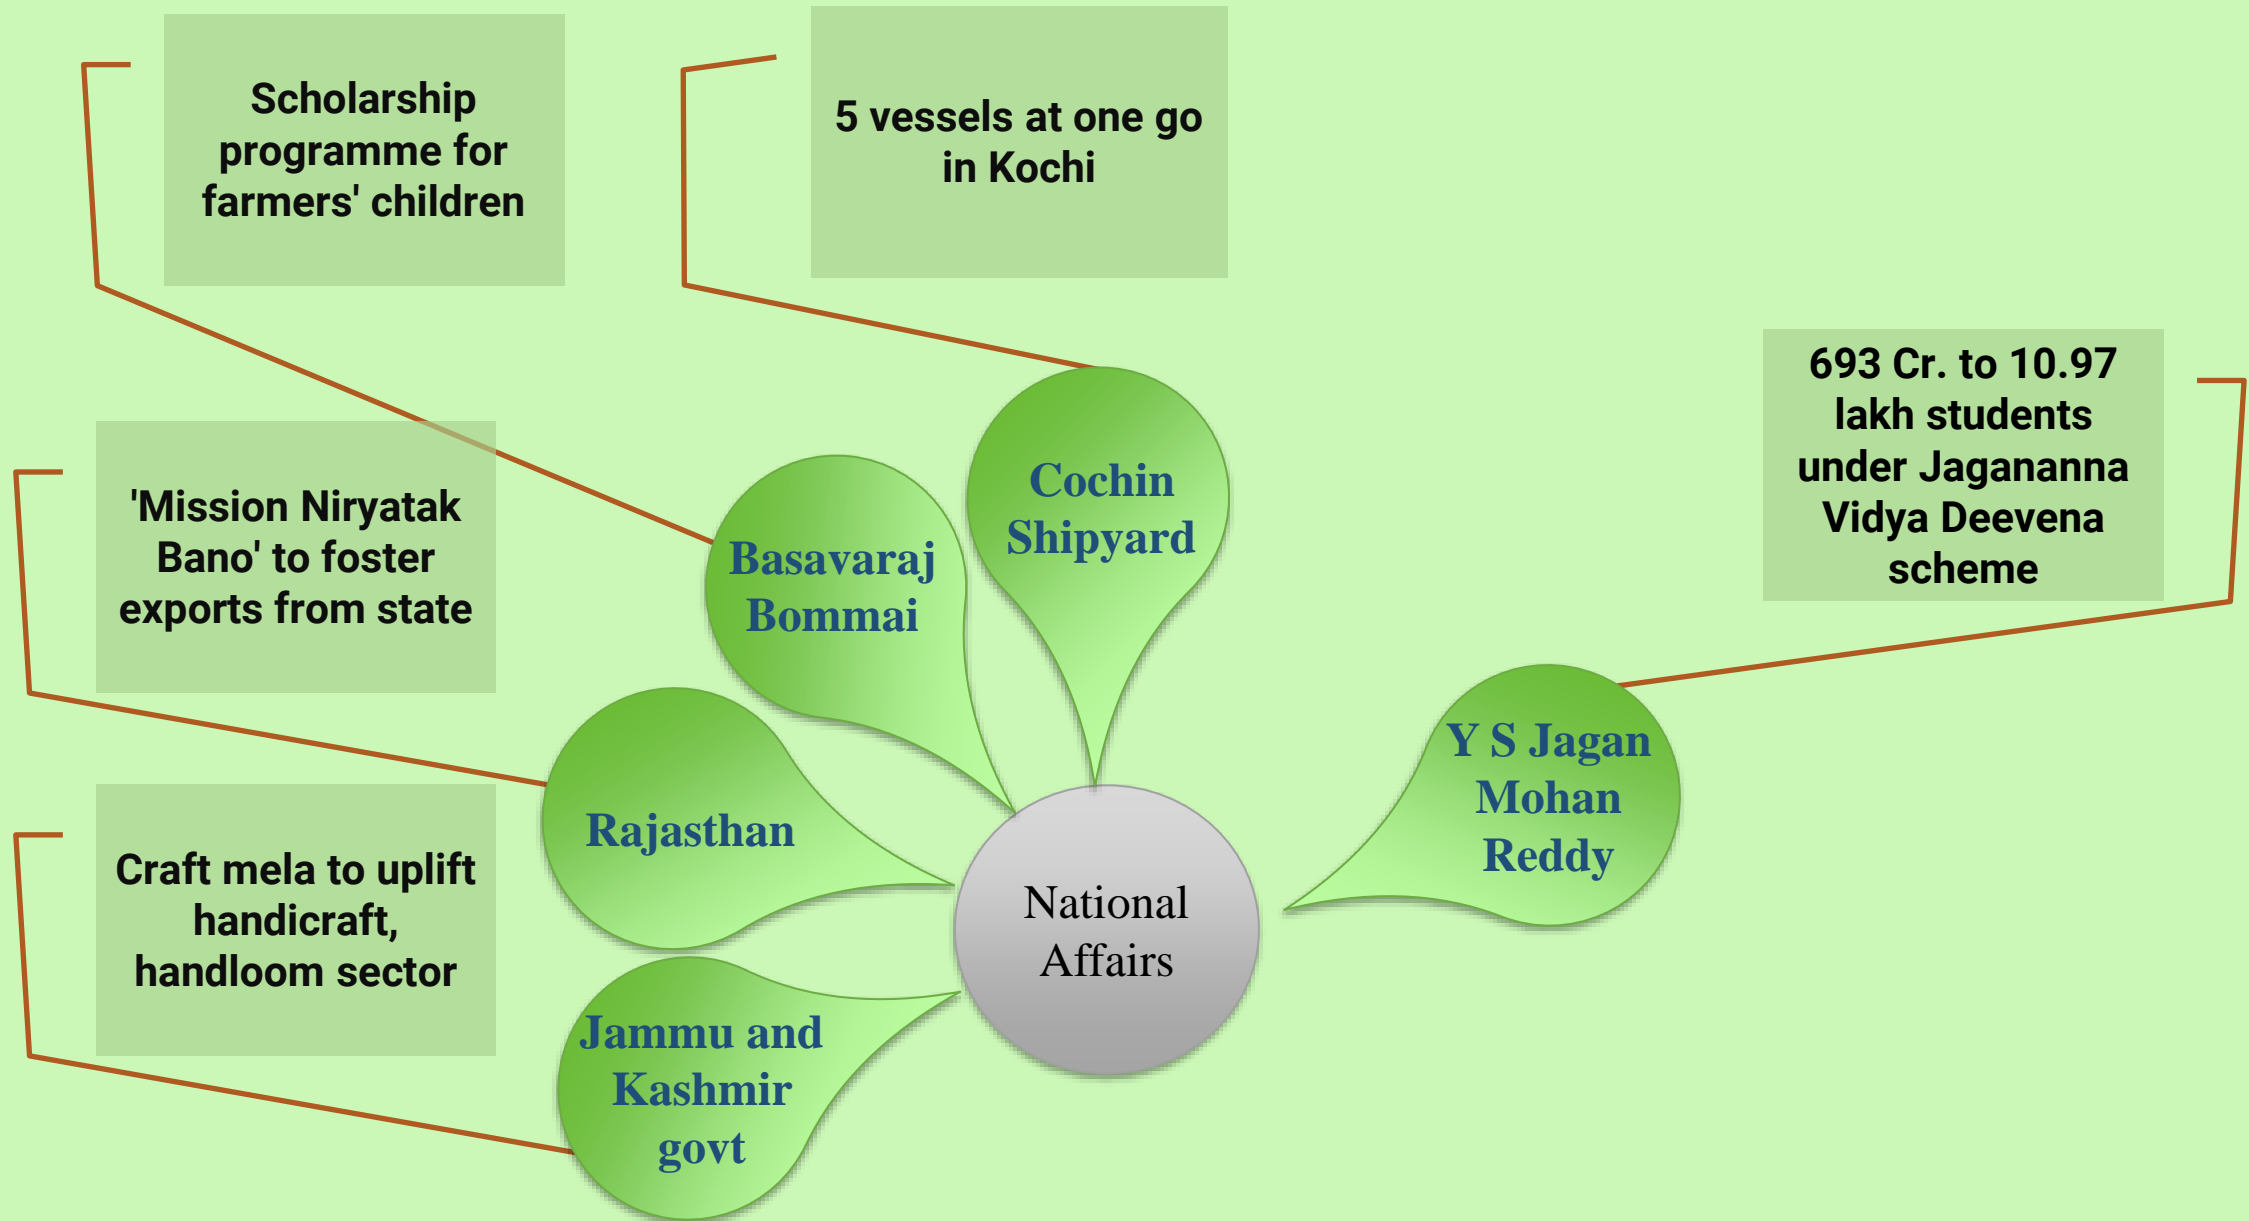 Scholarship
programme for
farmers' children
5 vessels at one go
in Kochi
693 Cr. to 10.97
lakh students
under Jagananna
Vidya Deevena
scheme
'Mission Niryatak
Bano' to foster
exports from state
Craft mela to uplift
handicraft,
handloom sector
Cochin
Shipyard
Basavaraj
Bommai
Y S Jagan
Mohan
Reddy
Rajasthan
National
Affairs
Jammu and
Kashmir
govt